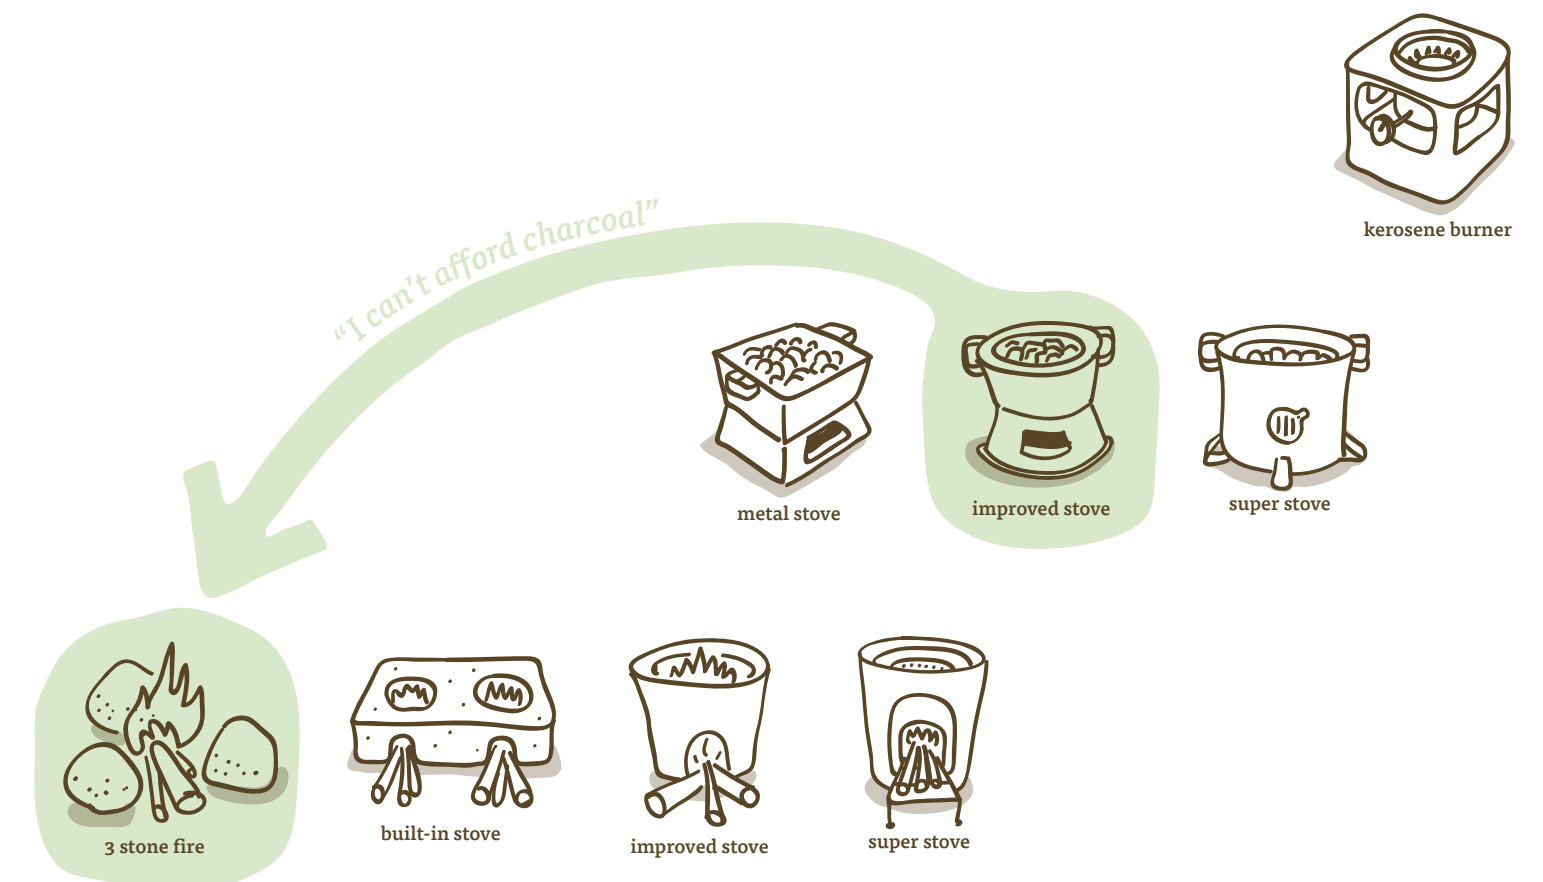 kerosene burner
“I can't afford charcoal”
metal stove
improved stove
super stove
3 stone fire
built-in stove
improved stove
super stove